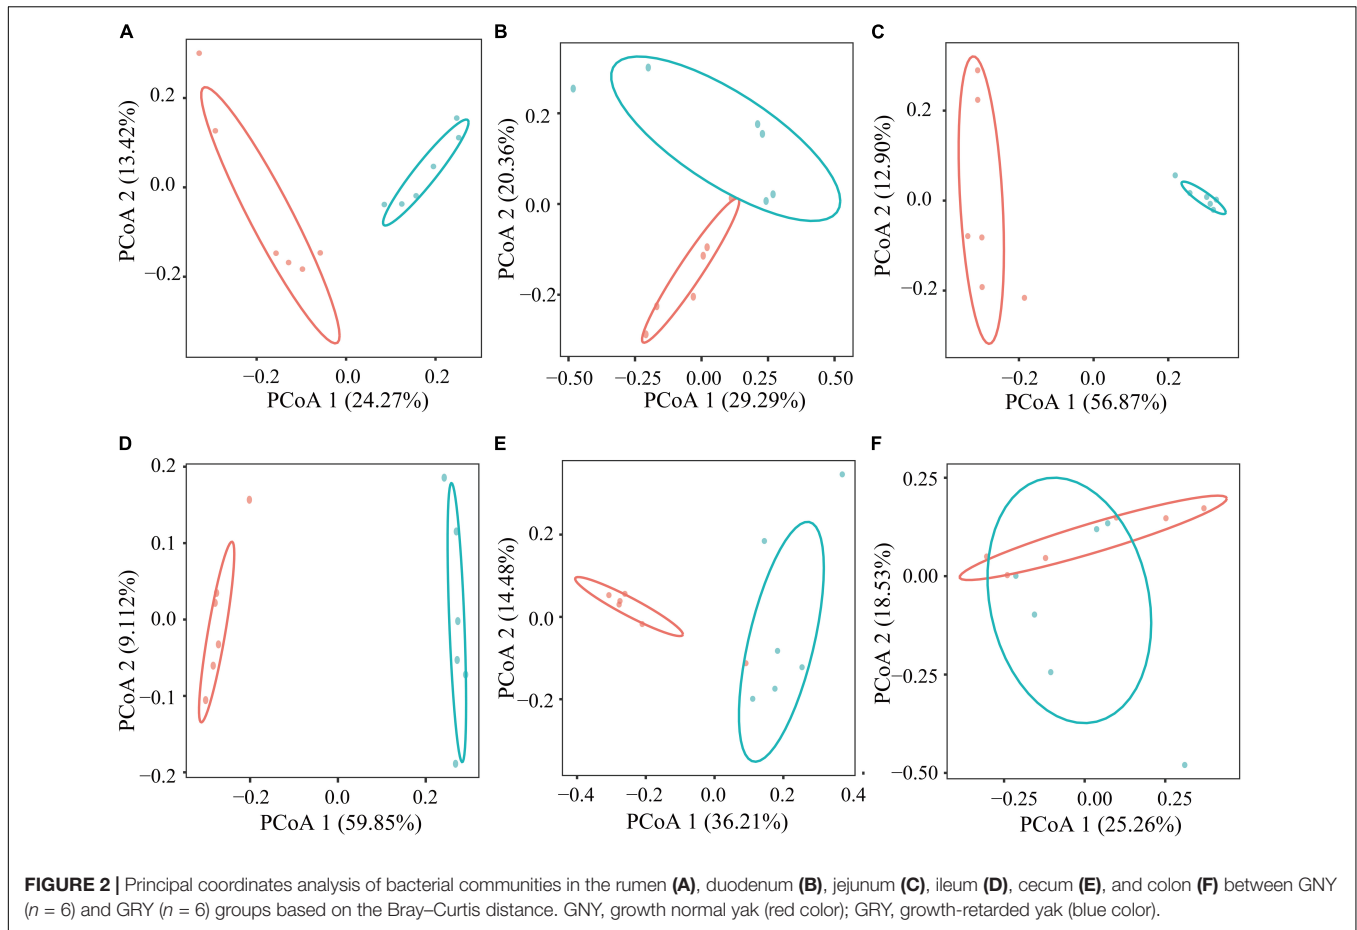 A
0.2
0.0
−0.2
PCoA 2 (13.42%)
−0.2
0.0
0.2
PCoA 1 (24.27%)
B
0.2
0.0
−0.2
PCoA 2 (20.36%)
−0.50
−0.25
0.00
0.25
0.50
PCoA 1 (29.29%)
C
0.2
0.0
−0.2
PCoA 2 (12.90%)
−0.2
0.0
0.2
PCoA 1 (56.87%)
D
0.2
0.1
0.0
−0.1
−0.2
PCoA 2 (9.112%)
−0.2
0.0
0.2
PCoA 1 (59.85%)
E
0.2
0.0
−0.2
PCoA 2 (14.48%)
−0.4
−0.2
0.0
0.2
0.4
PCoA 1 (36.21%)
F
0.25
0.00
−0.25
−0.50
PCoA 2 (18.53%)
−0.25
0.00
0.25
PCoA 1 (25.26%)
FIGURE 2 | Principal coordinates analysis of bacterial communities in the rumen (A), duodenum (B), jejunum (C), ileum (D), cecum (E), and colon (F) between GNY
(n = 6) and GRY (n = 6) groups based on the Bray–Curtis distance. GNY, growth normal yak (red color); GRY, growth-retarded yak (blue color).